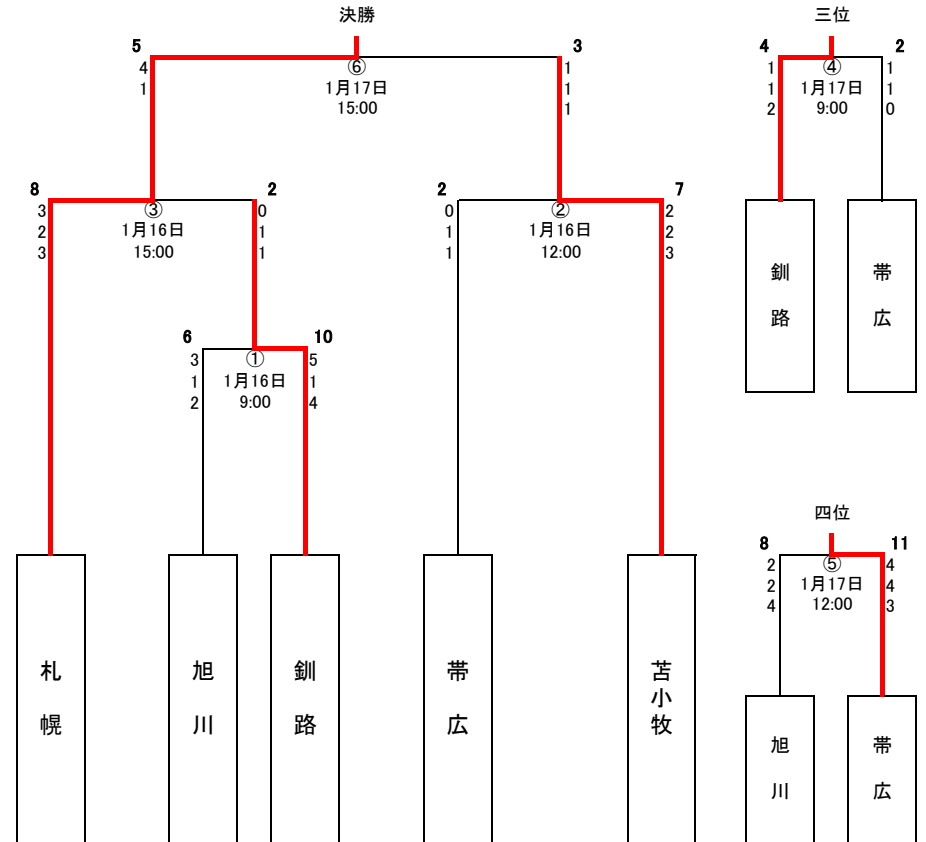 決勝
5 3
4 ⑥ 1
1 1月17日 1
15:00 1
8 2
3 ③ 0
2 1月16日 1
3 15:00 1
2 7
0 ② 2
1 1月16日 2
1 12:00 3
6 10
3 ① 5
1 1月16日 1
2 9:00 4
札幌
旭川
釧路
帯広
苫小牧
三位
4 2
1 ④ 1
1 1月17日 1
2 9:00 0
釧路
帯広
四位
8 11
2 ⑤ 4
2 1月17日 4
4 12:00 3
旭川
帯広